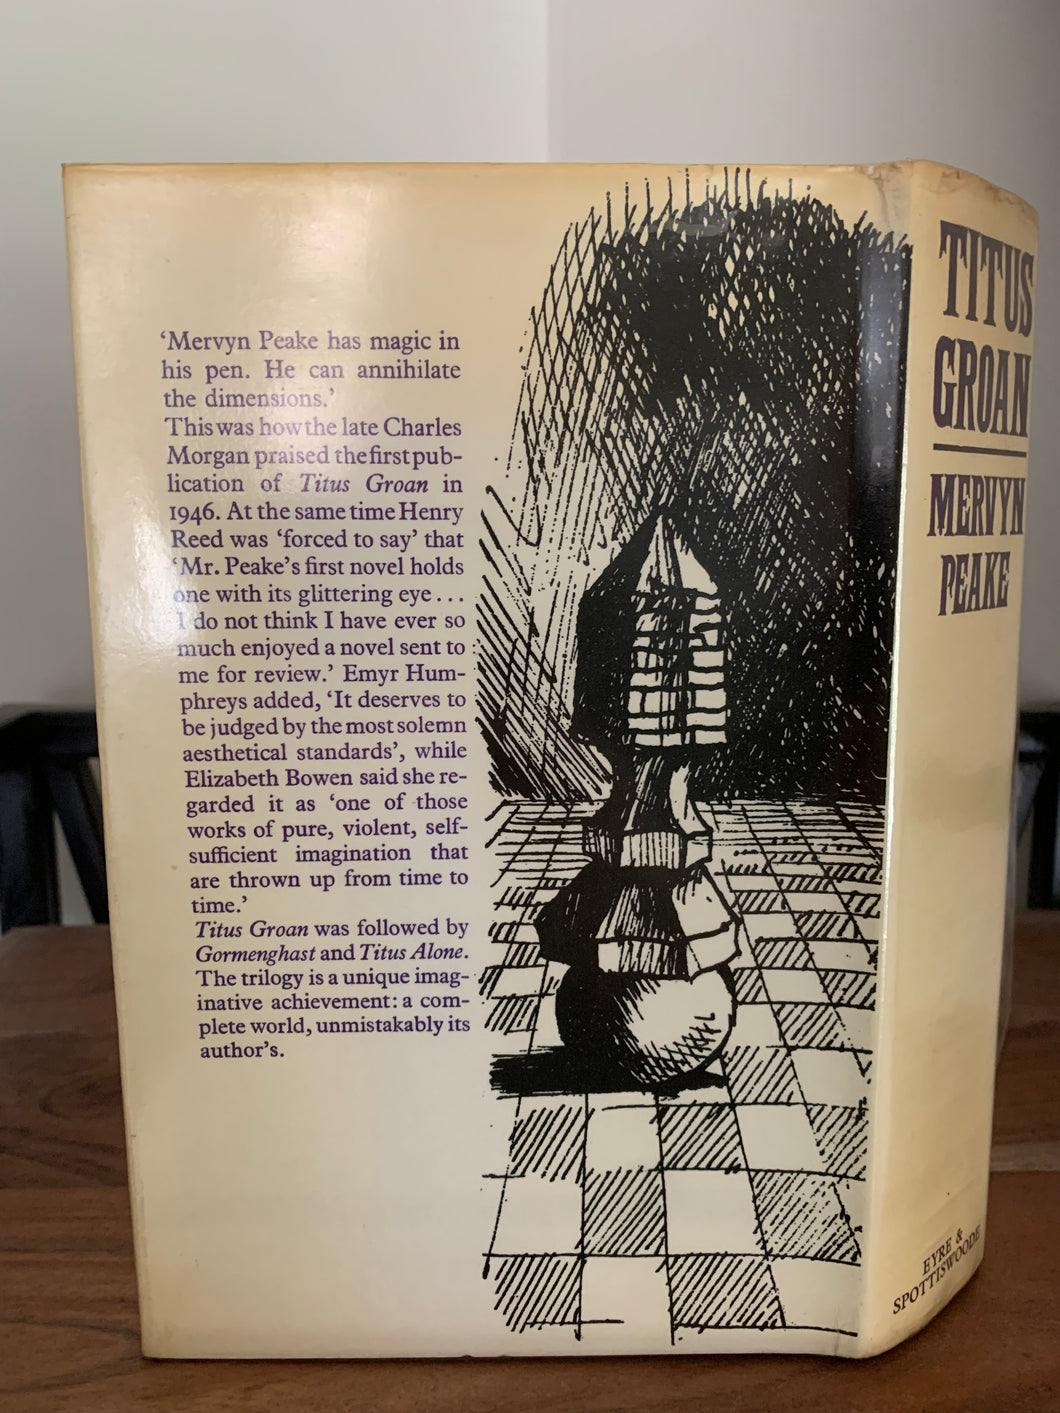 ‘Mervyn Peake has magic in
his pen. He can annihilate
the dimensions.’
This was how the late Charles
Morgan praised the first pub-
lication of Titus Groan in
1946. At the same time Henry
Reed was ‘forced to say’ that
‘Mr. Peake’s first novel holds
one with its glittering eye...
I do not think I have ever so
much enjoyed a novel sent to
me for review.’ Emyr Hum-
phreys added, ‘It deserves to
be judged by the most solemn
aesthetical standards’, while
Elizabeth Bowen said she re-
garded it as ‘one of those
works of pure, violent, self-
sufficient imagination that
are thrown up from time to
time.’
Titus Groan was followed by
Gormenghast and Titus Alone.
The trilogy is a unique imag-
inative achievement: a com-
plete world, unmistakably its
author’s.
TITUS
GROAN
MERVYN
PEAKE
EYRE &
SPOTTISWOODE